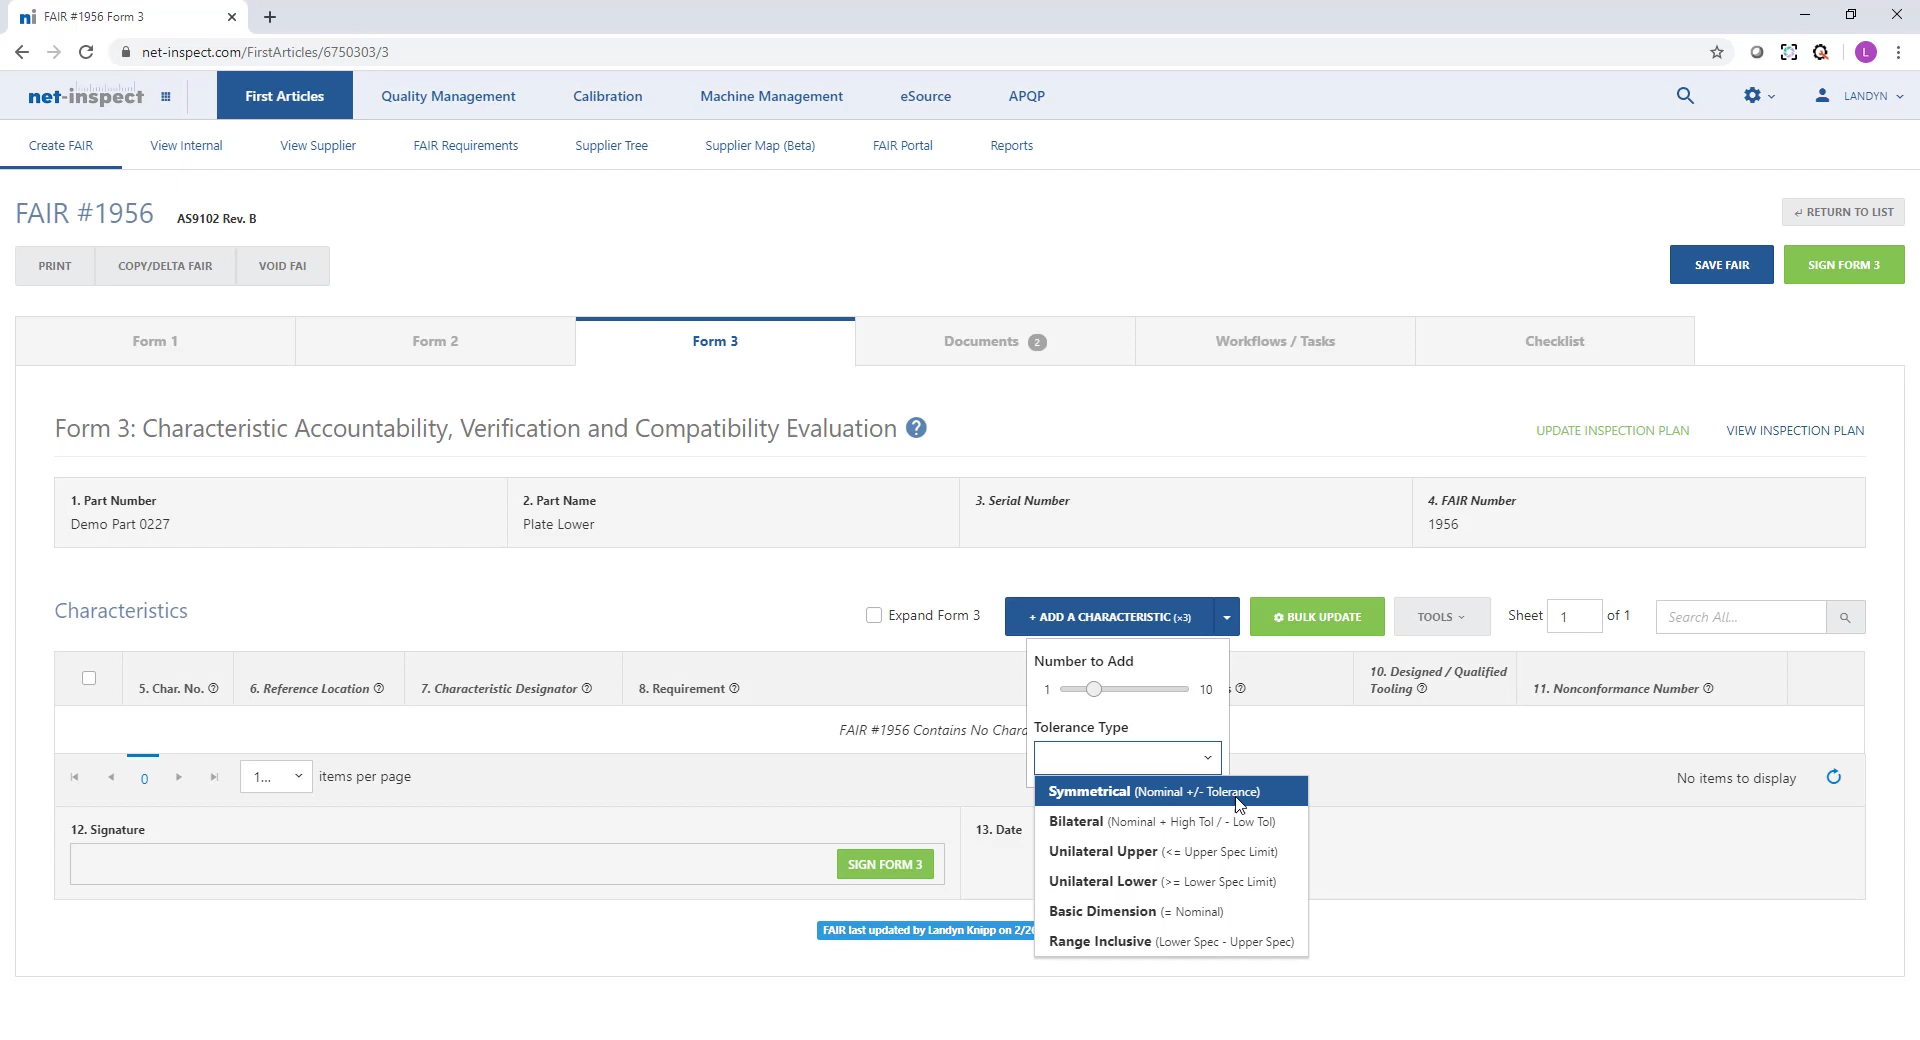 FAIR #1956 Form 3
net-inspect.com/FirstArticles/6750303/3
L
net-inspect
First Articles
Quality Management
Calibration
Machine Management
eSource
APQP
LANDYN
Create FAIR
View Internal
View Supplier
FAIR Requirements
Supplier Tree
Supplier Map (Beta)
FAIR Portal
Reports
FAIR #1956 AS9102 Rev. B
RETURN TO LIST
PRINT
COPY/DELTA FAIR
VOID FAI
SAVE FAIR
SIGN FORM 3
Form 1
Form 2
Form 3
Documents 2
Workflows / Tasks
Checklist
Form 3: Characteristic Accountability, Verification and Compatibility Evaluation ?
UPDATE INSPECTION PLAN
VIEW INSPECTION PLAN
1. Part Number
Demo Part 0227
2. Part Name
Plate Lower
3. Serial Number
4. FAIR Number
1956
Characteristics
Expand Form 3
+ ADD A CHARACTERISTIC (×3)
BULK UPDATE
TOOLS
Sheet 1 of 1
Search All...
5. Char. No.
6. Reference Location
7. Characteristic Designator
8. Requirement
10. Designed / Qualified
Tooling
11. Nonconformance Number
Number to Add
1 10
Tolerance Type
Symmetrical (Nominal +/- Tolerance)
Bilateral (Nominal + High Tol / - Low Tol)
Unilateral Upper (<= Upper Spec Limit)
Unilateral Lower (>= Lower Spec Limit)
Basic Dimension (= Nominal)
Range Inclusive (Lower Spec - Upper Spec)
FAIR #1956 Contains No Chara
0
1...
items per page
No items to display
12. Signature
SIGN FORM 3
13. Date
FAIR last updated by Landyn Knipp on 2/26